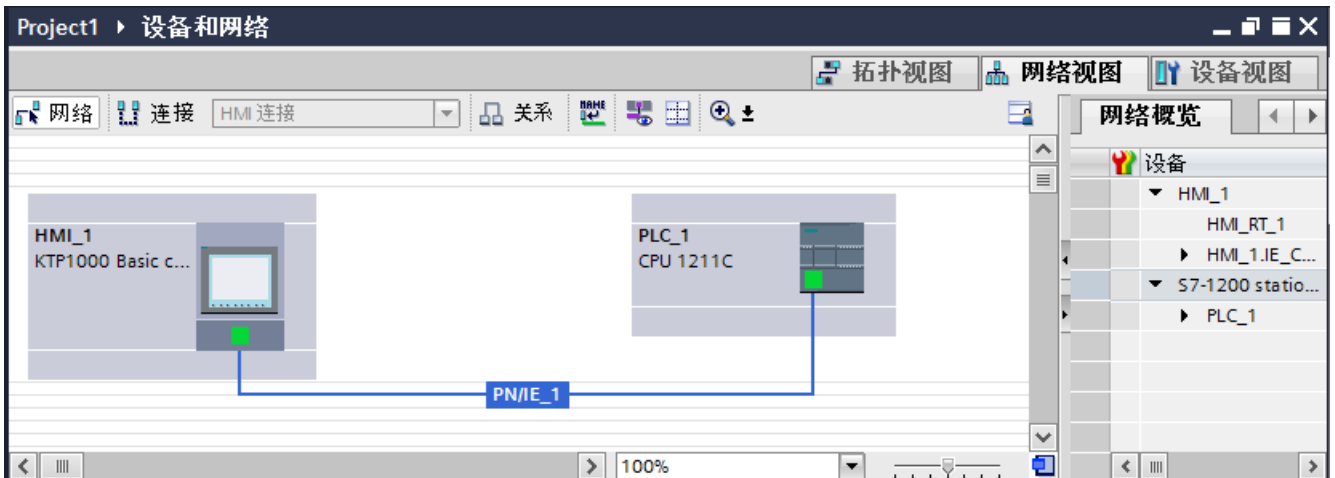 Project1 ▸ 设备和网络
拓扑视图 网络视图 设备视图
网络 连接 HMI 连接 关系 网络概览
设备
HMI_1
HMI_RT_1
HMI_1.IE_C...
S7-1200 statio...
PLC_1
HMI_1
KTP1000 Basic c...
PLC_1
CPU 1211C
PN/IE_1
100%